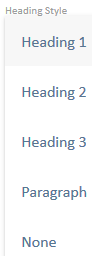 Heading Style
Heading 1
Heading 2
Heading 3
Paragraph
None